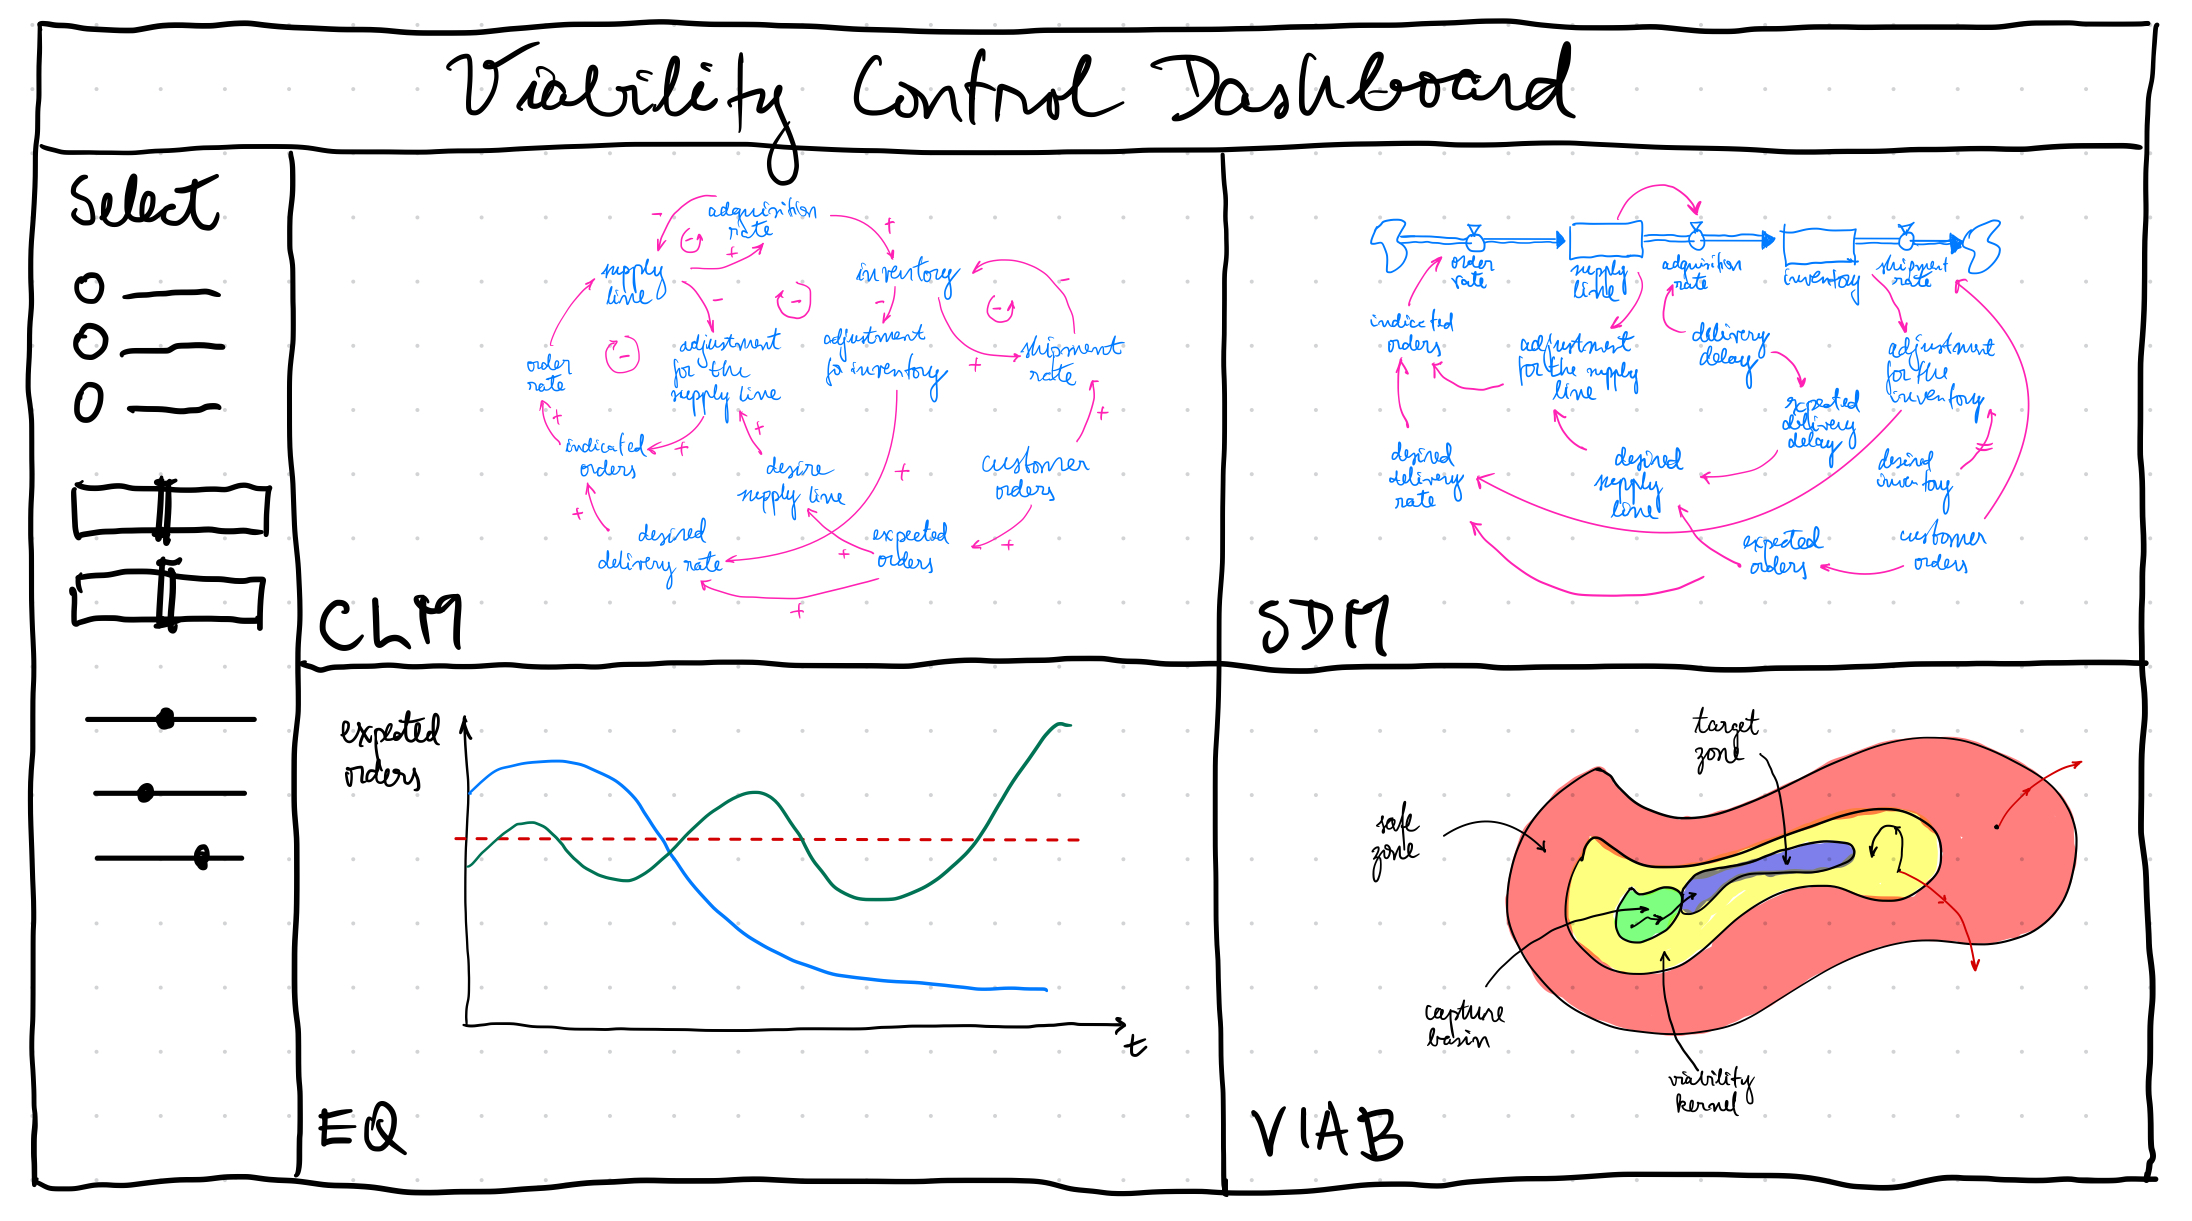 Viability Control Dashboard
Select
adquisition
rate
supply
line
inventory
order
rate
adjustment
for the
supply line
adjustment
for inventory
shipment
rate
indicated
orders
desire
supply line
customer
orders
desired
delivery rate
expected
orders
CLM
order
rate
supply
line
adquisition
rate
inventory
shipment
rate
indicated
orders
adjustment
for the supply
line
delivery
delay
adjustment
for the
inventory
expected
delivery
delay
desired
delivery
rate
desired
supply
line
desired
inventory
expected
orders
customer
orders
SDM
expected
orders
t
EQ
target
zone
safe
zone
capture
basin
viability
kernel
VIAB